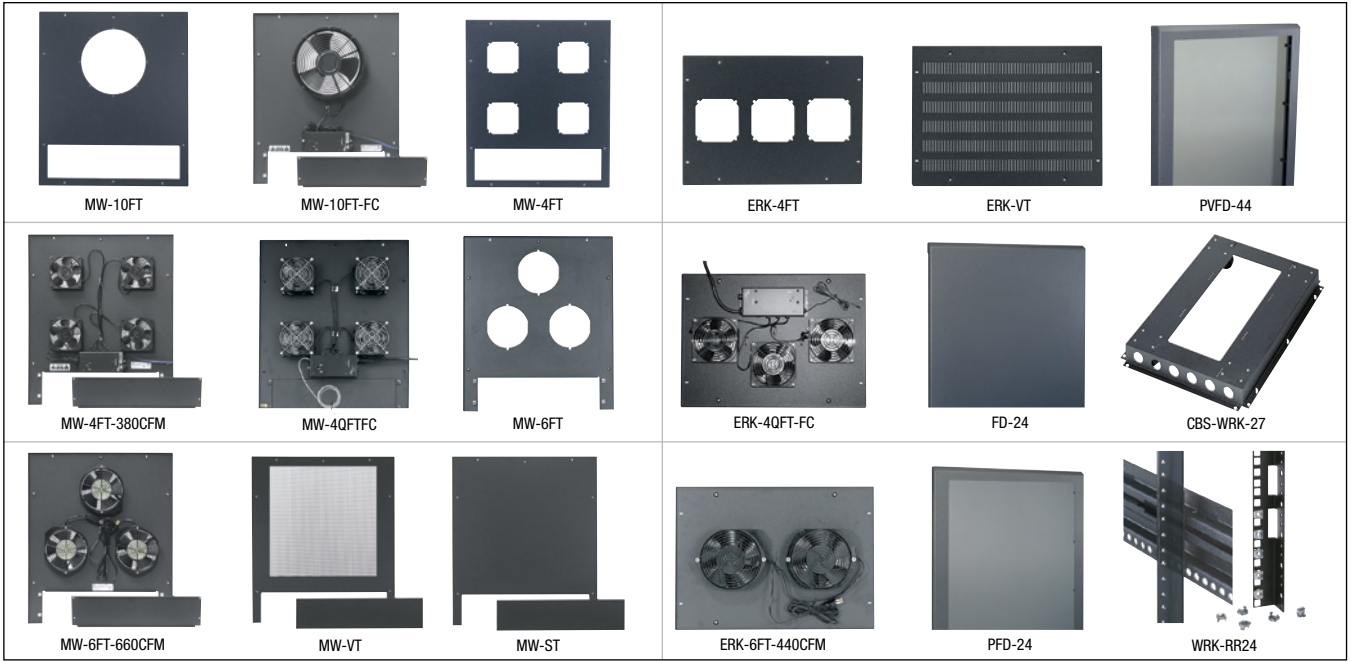 MW-10FT
MW-10FT-FC
MW-4FT
ERK-4FT
ERK-VT
PVFD-44
MW-4FT-380CFM
MW-4QFTFC
MW-6FT
ERK-4QFT-FC
FD-24
CBS-WRK-27
MW-6FT-660CFM
MW-VT
MW-ST
ERK-6FT-440CFM
PFD-24
WRK-RR24